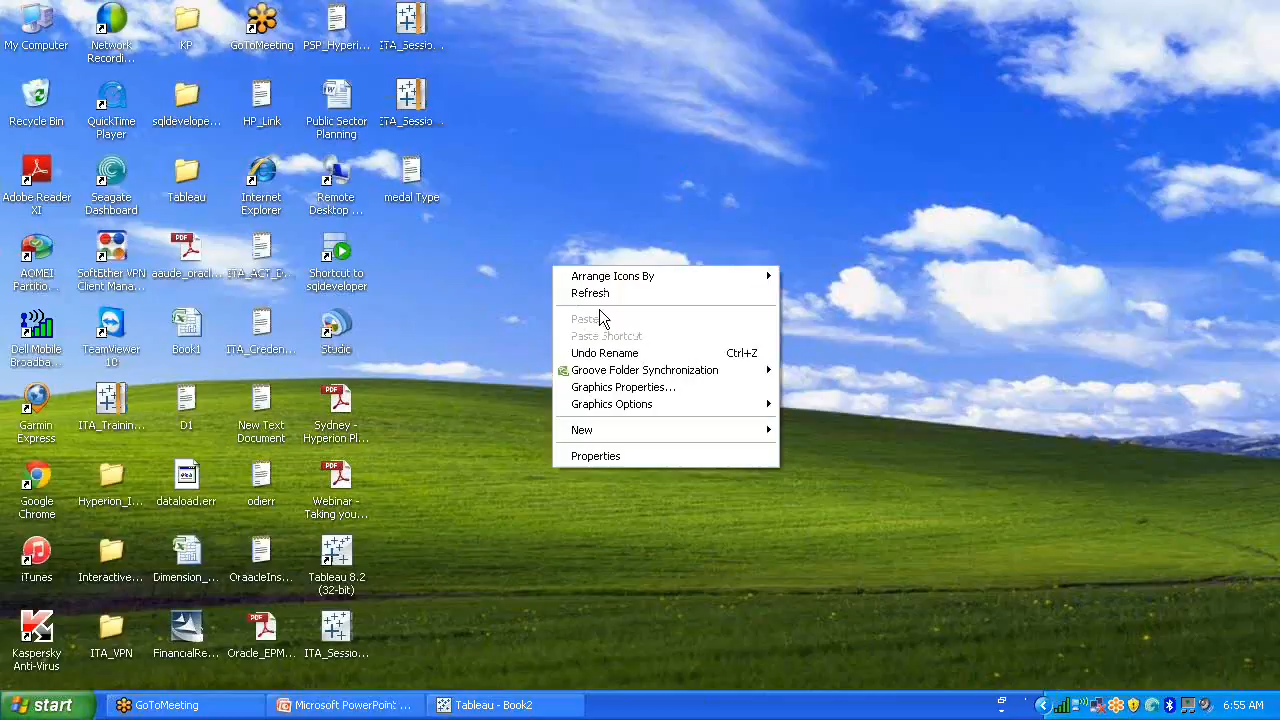 My Computer
Network
Recordi...
KP
GoToMeeting
PSP_Hyperi...
ITA_Sessio...
Recycle Bin
QuickTime
Player
sqldevelope...
HP_Link
Public Sector
Planning
ITA_Sessio...
Adobe Reader
XI
Seagate
Dashboard
Tableau
Internet
Explorer
Remote
Desktop ...
medal Type
AOMEI
Partitio...
SoftEther VPN
Client Mana...
PDF
aaude_oracl...
ITA_ACT_D...
Shortcut to
sqldeveloper
Dell Mobile
Broadba...
TeamViewer
10
Book1
ITA_Creden...
Studio
Garmin
Express
ITA_Trainin...
D1
New Text
Document
PDF
Sydney -
Hyperion Pl...
Google
Chrome
Hyperion_I...
dataload.err
odierr
PDF
Webinar -
Taking you...
iTunes
Interactive...
Dimension_...
OraacleIns...
Tableau 8.2
(32-bit)
Kaspersky
Anti-Virus
ITA_VPN
FinancialRe...
PDF
Oracle_EPM...
ITA_Sessio...
Arrange Icons By
Refresh
Paste
Paste Shortcut
Undo Rename Ctrl+Z
Groove Folder Synchronization
Graphics Properties...
Graphics Options
New
Properties
start
GoToMeeting
Microsoft PowerPoint ...
Tableau - Book2
6:55 AM